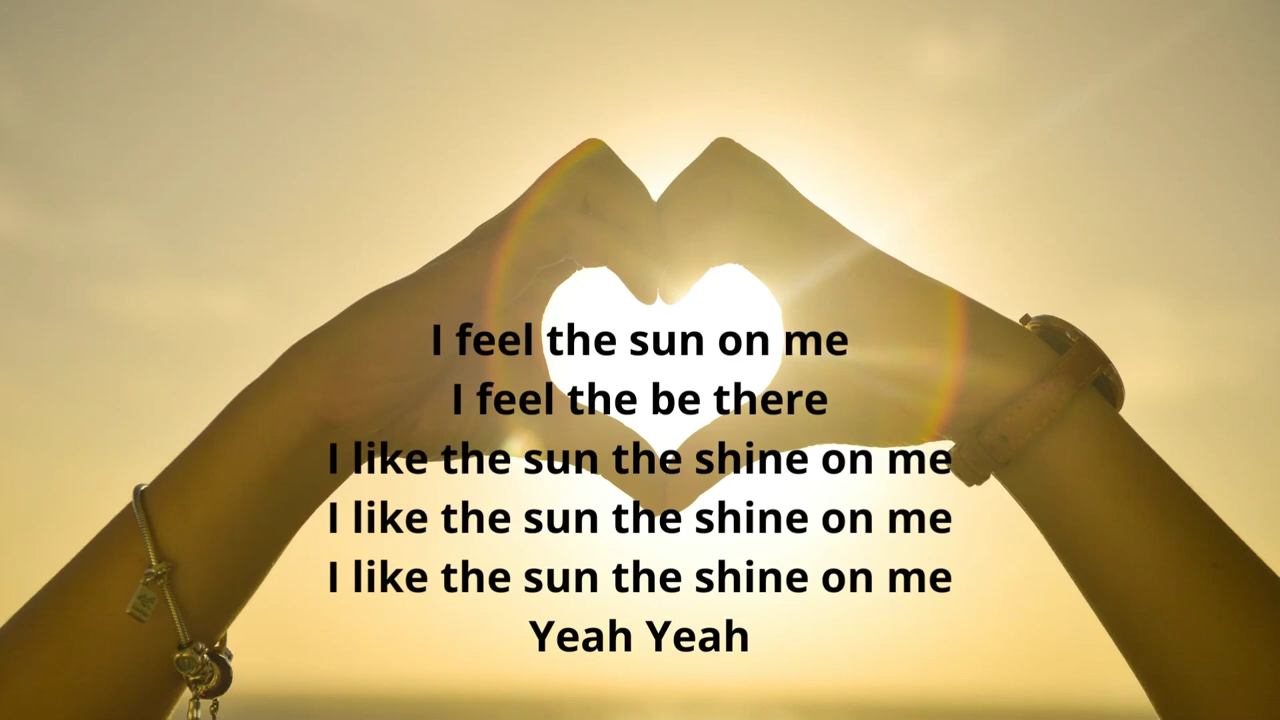 I feel the sun on me
I feel the be there
I like the sun the shine on me
I like the sun the shine on me
I like the sun the shine on me
Yeah Yeah